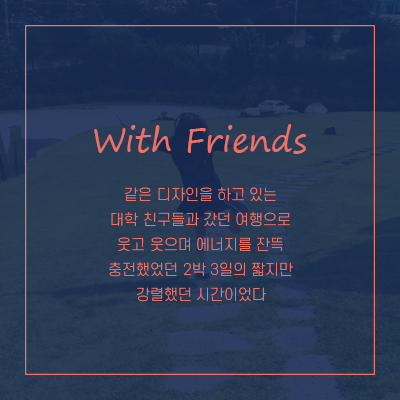 With Friends
같은 디자인을 하고 있는
대학 친구들과 갔던 여행으로
웃고 웃으며 에너지를 잔뜩
충전했었던 2박 3일의 짧지만
강렬했던 시간이었다